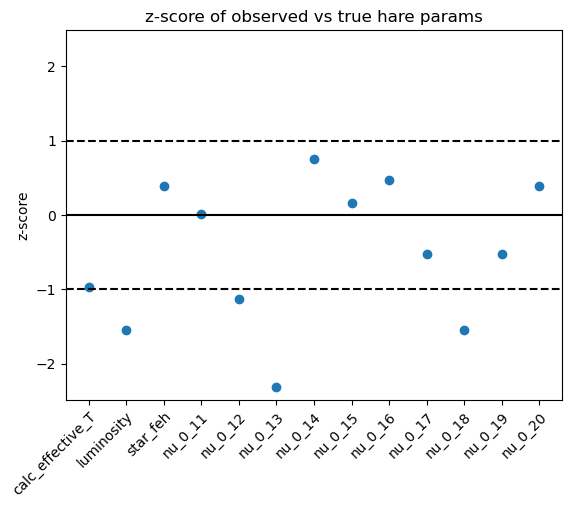 z-score of observed vs true hare params
z-score
2
1
0
−1
−2
calc_effective_T
luminosity
star_feh
nu_0_11
nu_0_12
nu_0_13
nu_0_14
nu_0_15
nu_0_16
nu_0_17
nu_0_18
nu_0_19
nu_0_20